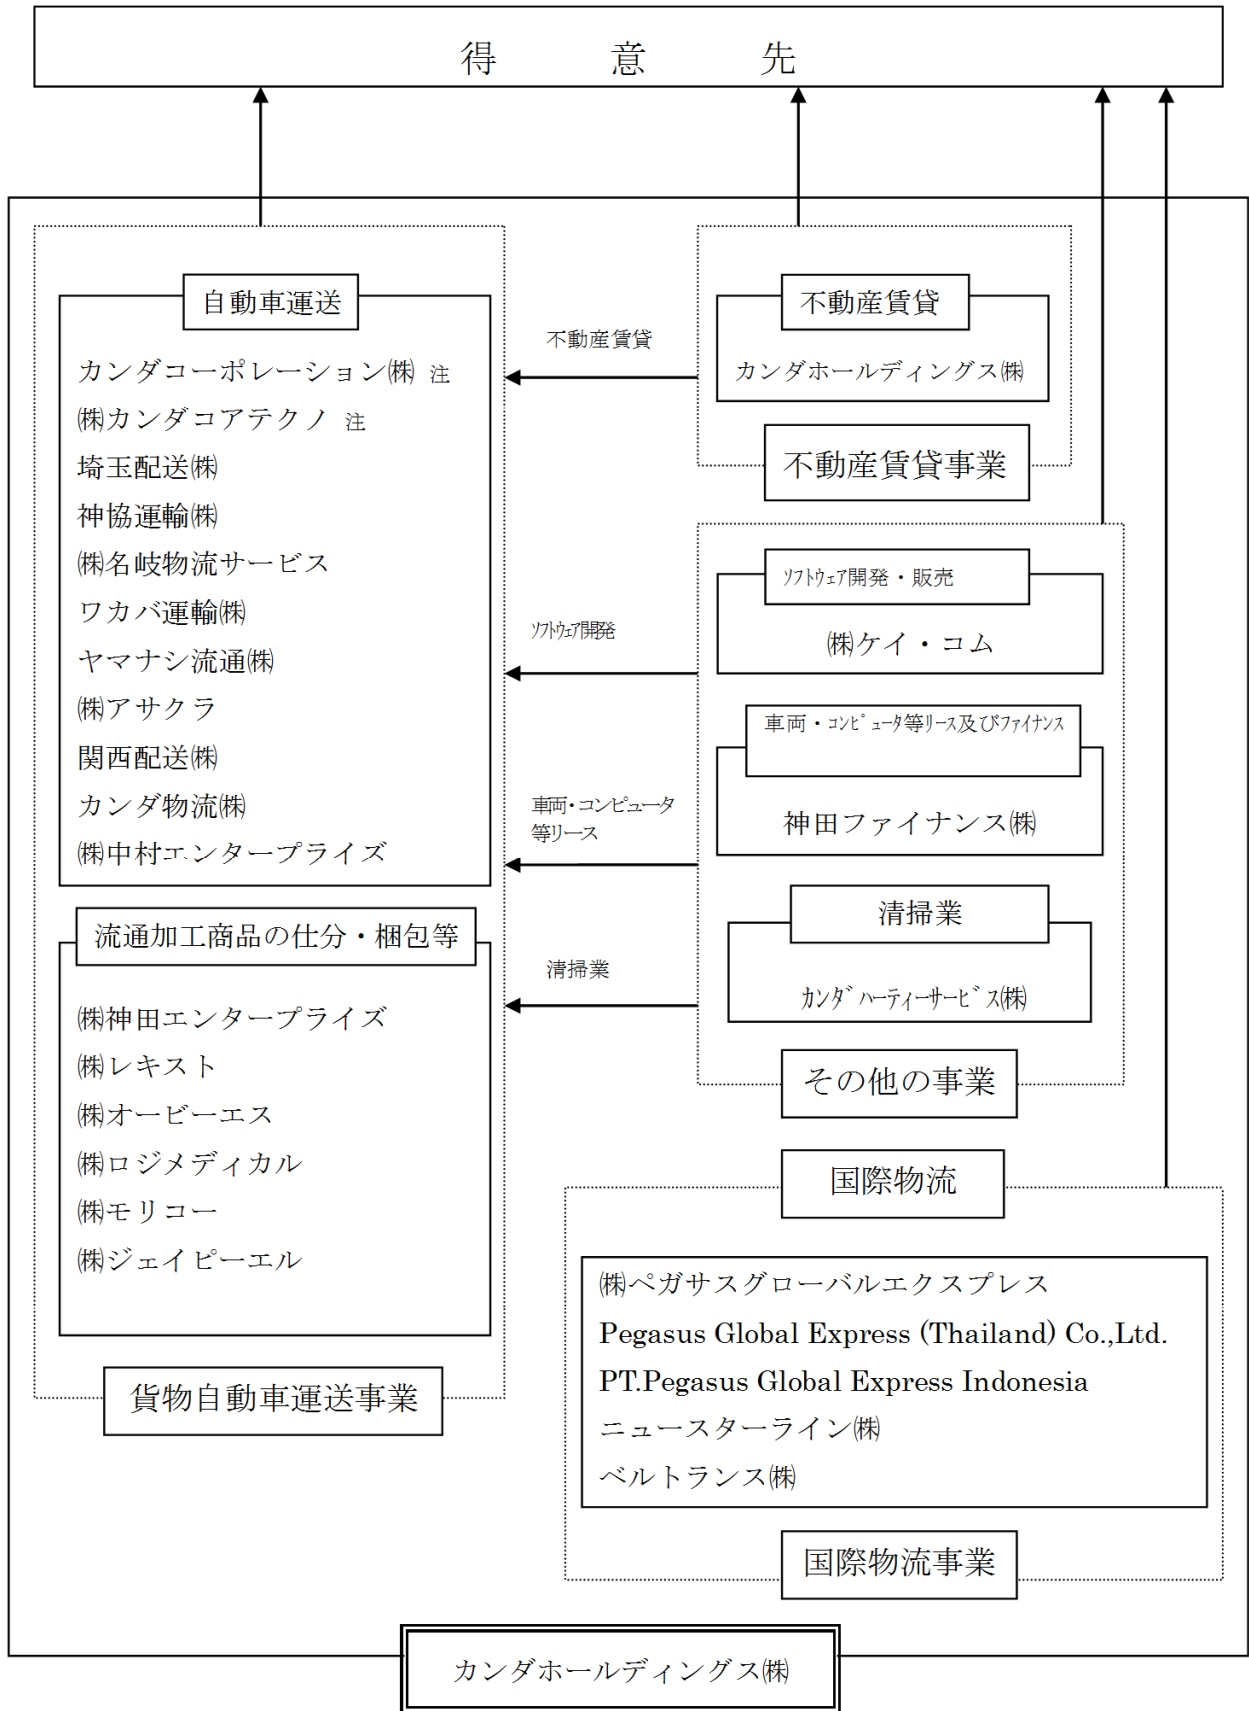 得意先
自動車運送
カンダコーポレーション㈱ 注
㈱カンダコアテクノ 注
埼玉配送㈱
神協運輸㈱
㈱名岐物流サービス
ワカバ運輸㈱
ヤマナシ流通㈱
㈱アサクラ
関西配送㈱
カンダ物流㈱
㈱中村エンタープライズ
流通加工商品の仕分・梱包等
㈱神田エンタープライズ
㈱レキスト
㈱オービーエス
㈱ロジメディカル
㈱モリコー
㈱ジェイピーエル
貨物自動車運送事業
不動産賃貸
ソフトウェア開発
車両・コンピュータ
等リース
清掃業
不動産賃貸
カンダホールディングス㈱
不動産賃貸事業
ソフトウェア開発・販売
㈱ケイ・コム
車両・コンピュータ等リース及びファイナンス
神田ファイナンス㈱
清掃業
カンダハーティーサービス㈱
その他の事業
国際物流
㈱ペガサスグローバルエクスプレス
Pegasus Global Express (Thailand) Co.,Ltd.
PT.Pegasus Global Express Indonesia
ニュースターライン㈱
ベルトランス㈱
国際物流事業
カンダホールディングス㈱